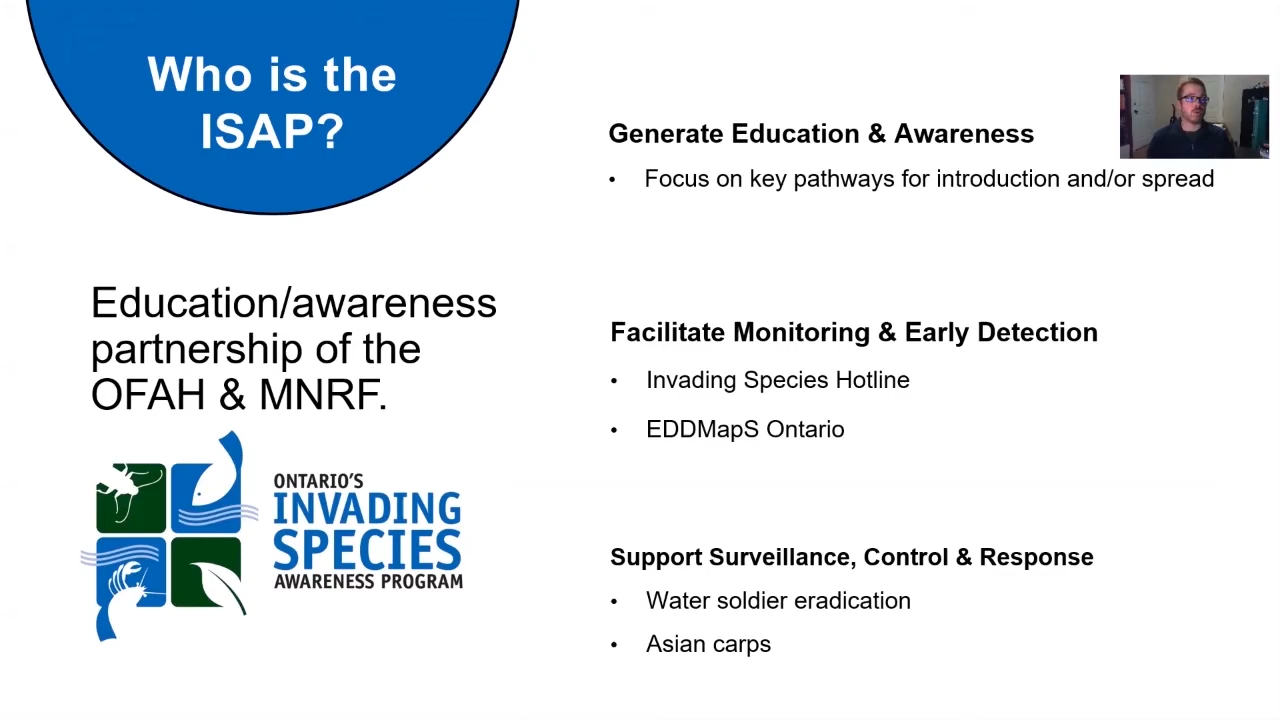 Who is the
ISAP?
Education/awareness
partnership of the
OFAH & MNRF.
ONTARIO'S
INVADING
SPECIES
AWARENESS PROGRAM
Generate Education & Awareness
• Focus on key pathways for introduction and/or spread
Facilitate Monitoring & Early Detection
• Invading Species Hotline
• EDDMapS Ontario
Support Surveillance, Control & Response
• Water soldier eradication
• Asian carps